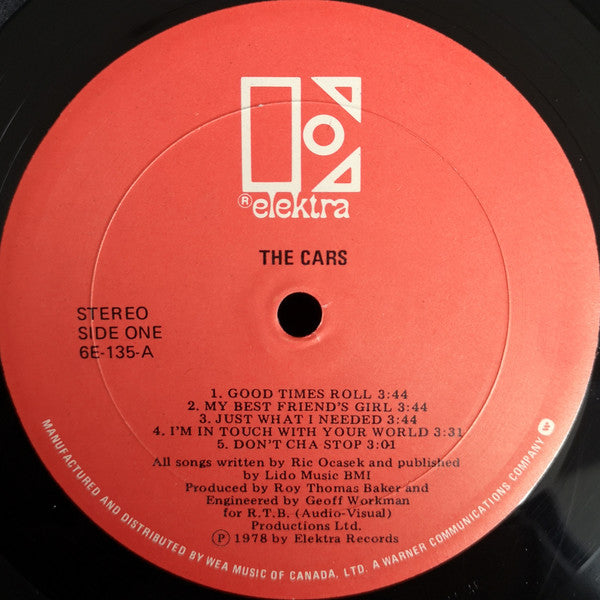 ® elektra
THE CARS
STEREO
SIDE ONE
6E-135-A
1. GOOD TIMES ROLL 3:44
2. MY BEST FRIEND'S GIRL 3:44
3. JUST WHAT I NEEDED 3:44
4. I'M IN TOUCH WITH YOUR WORLD 3:31
5. DON'T CHA STOP 3:01
All songs written by Ric Ocasek and published
by Lido Music BMI
Produced by Roy Thomas Baker and
Engineered by Geoff Workman
for R.T.B. (Audio-Visual)
Productions Ltd.
Ⓟ 1978 by Elektra Records
MANUFACTURED AND DISTRIBUTED BY WEA MUSIC OF CANADA, LTD. A WARNER COMMUNICATIONS COMPANY